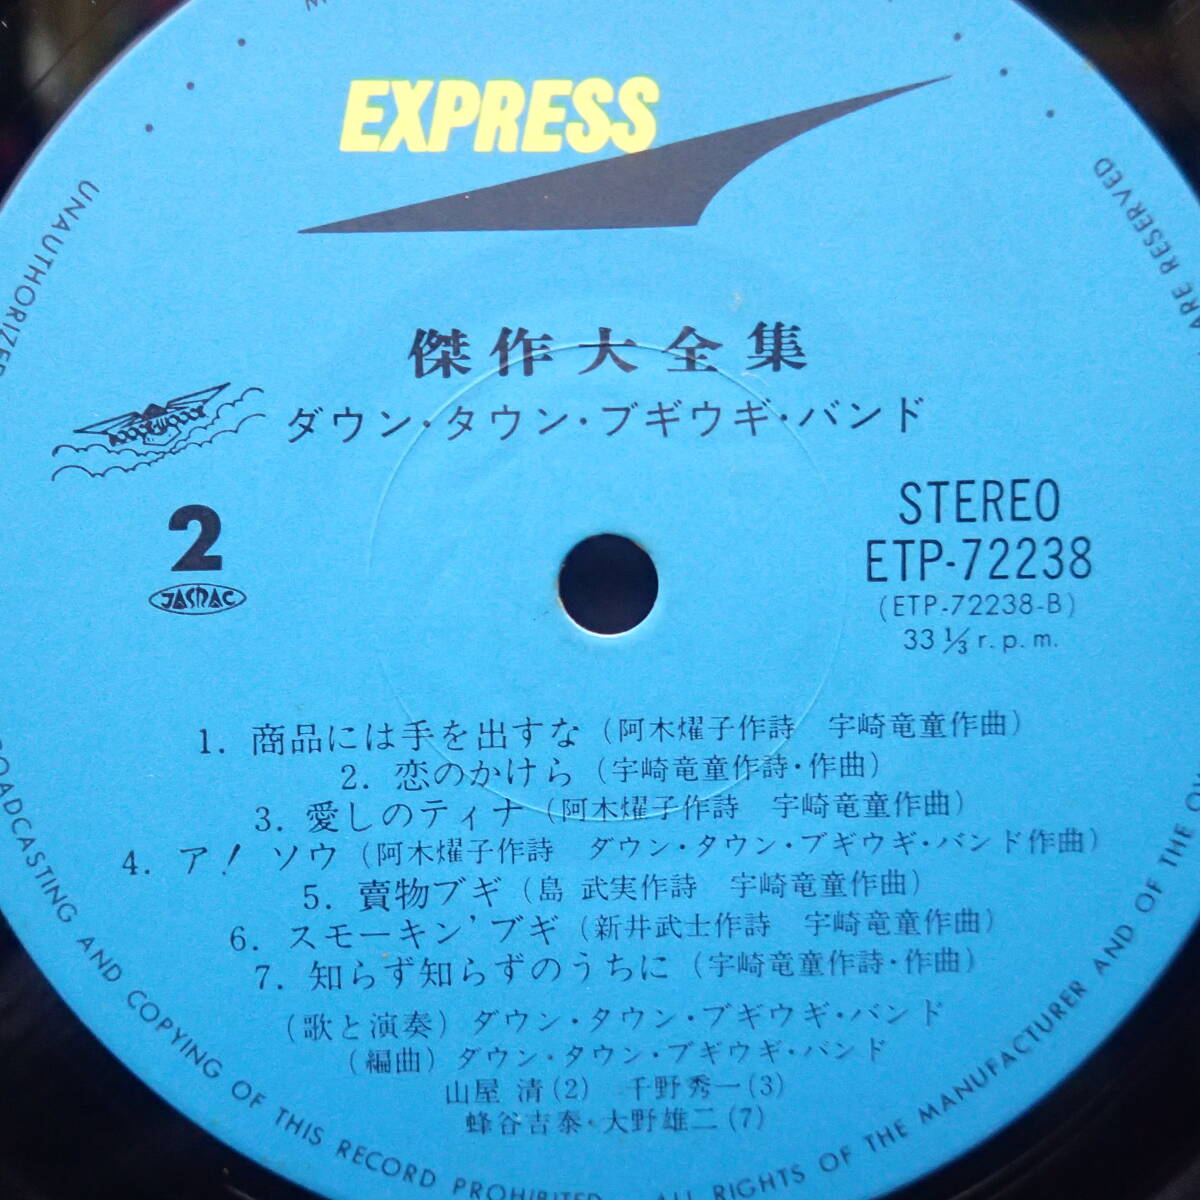 EXPRESS
傑作大全集
ダウン・タウン・ブギウギ・バンド
2
JASRAC
STEREO
ETP-72238
(ETP-72238-B)
33 1/3 r.p.m.
1. 商品には手を出すな (阿木燿子作詩 宇崎竜童作曲)
2. 恋のかけら (宇崎竜童作詩・作曲)
3. 愛しのティナ (阿木燿子作詩 宇崎竜童作曲)
4. ア! ソウ (阿木燿子作詩 ダウン・タウン・ブギウギ・バンド作曲)
5. 賣物ブギ (島 武実作詩 宇崎竜童作曲)
6. スモーキン'ブギ (新井武士作詩 宇崎竜童作曲)
7. 知らず知らずのうちに (宇崎竜童作詩・作曲)
(歌と演奏) ダウン・タウン・ブギウギ・バンド
(編曲) ダウン・タウン・ブギウギ・バンド
山屋 清(2) 千野秀一(3)
蜂谷吉泰・大野雄二(7)
UNAUTHORIZED
BROADCASTING AND COPYING OF THIS RECORD PROHIBITED
ALL RIGHTS OF THE MANUFACTURER AND OF THE
ARE RESERVED